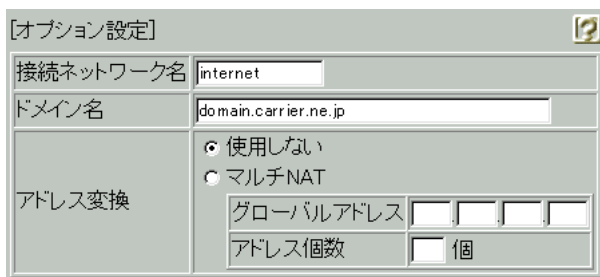 [オプション設定]
接続ネットワーク名 internet
ドメイン名 domain.carrier.ne.jp
アドレス変換
使用しない
マルチNAT
グローバルアドレス . . .
アドレス個数 個